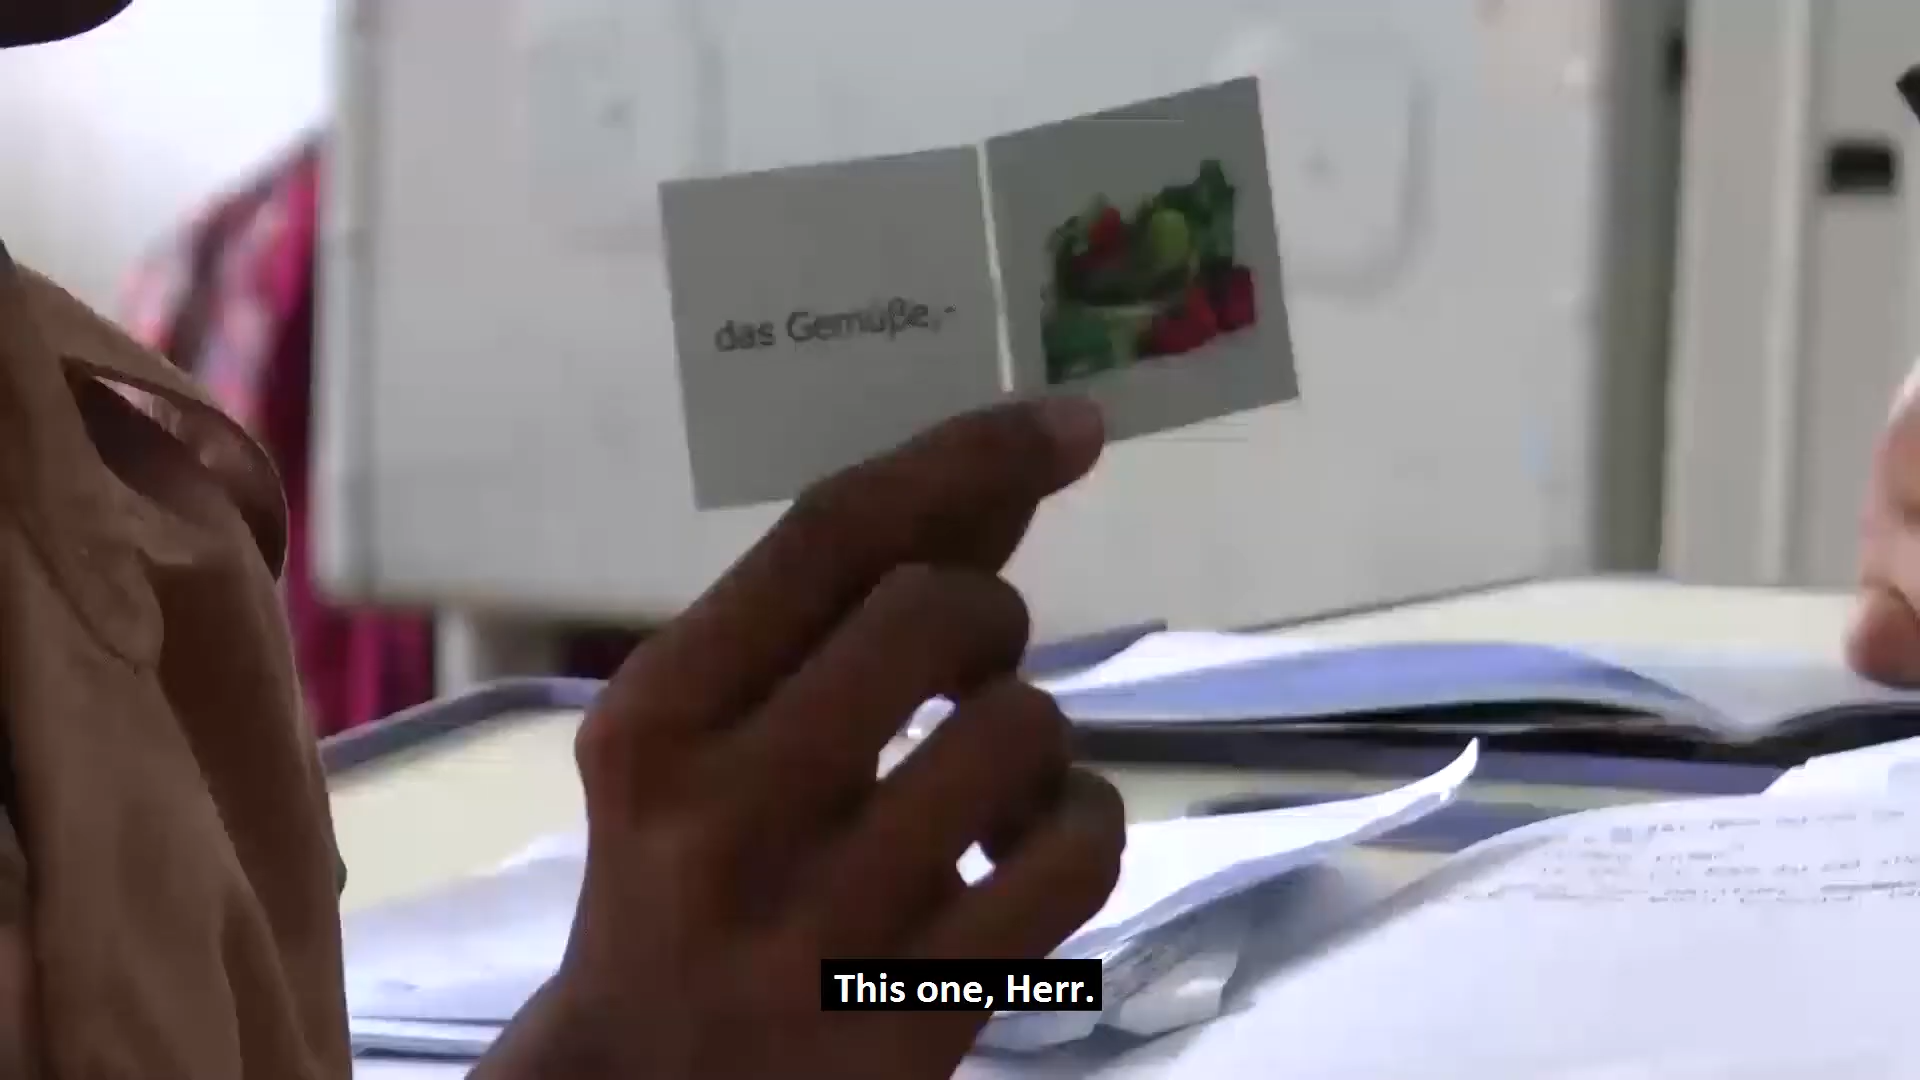 das Gemüße,-
This one, Herr.